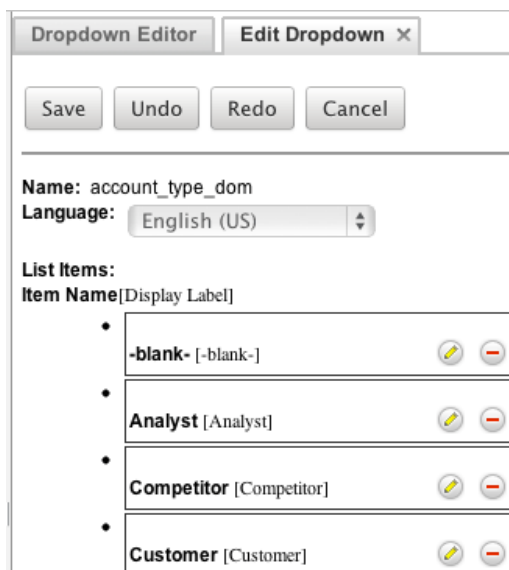 Dropdown Editor
Edit Dropdown
Save
Undo
Redo
Cancel
Name: account_type_dom
Language: English (US)
List Items:
Item Name[Display Label]
-blank- [-blank-]
Analyst [Analyst]
Competitor [Competitor]
Customer [Customer]